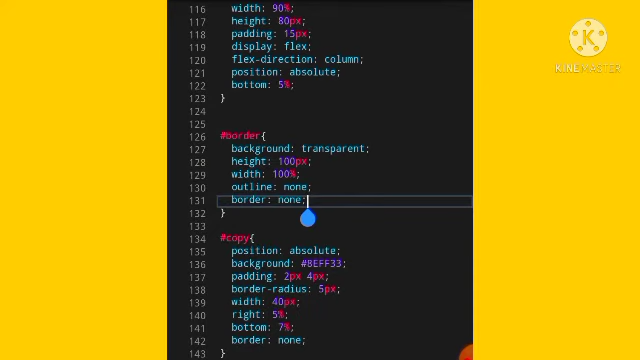 116 width: 90%;
117 height: 80px;
118 padding: 15px;
119 display: flex;
120 flex-direction: column;
121 position: absolute;
122 bottom: 5%;
123 }
124
125
126 #border{
127 background: transparent;
128 height: 100px;
129 width: 100%;
130 outline: none;
131 border: none;
132 }
133
134 #copy{
135 position: absolute;
136 background: #8EFF33;
137 padding: 2px 4px;
138 border-radius: 5px;
139 width: 40px;
140 right: 5%;
141 bottom: 7%;
142 border: none;
143 }
K
KINEMASTER